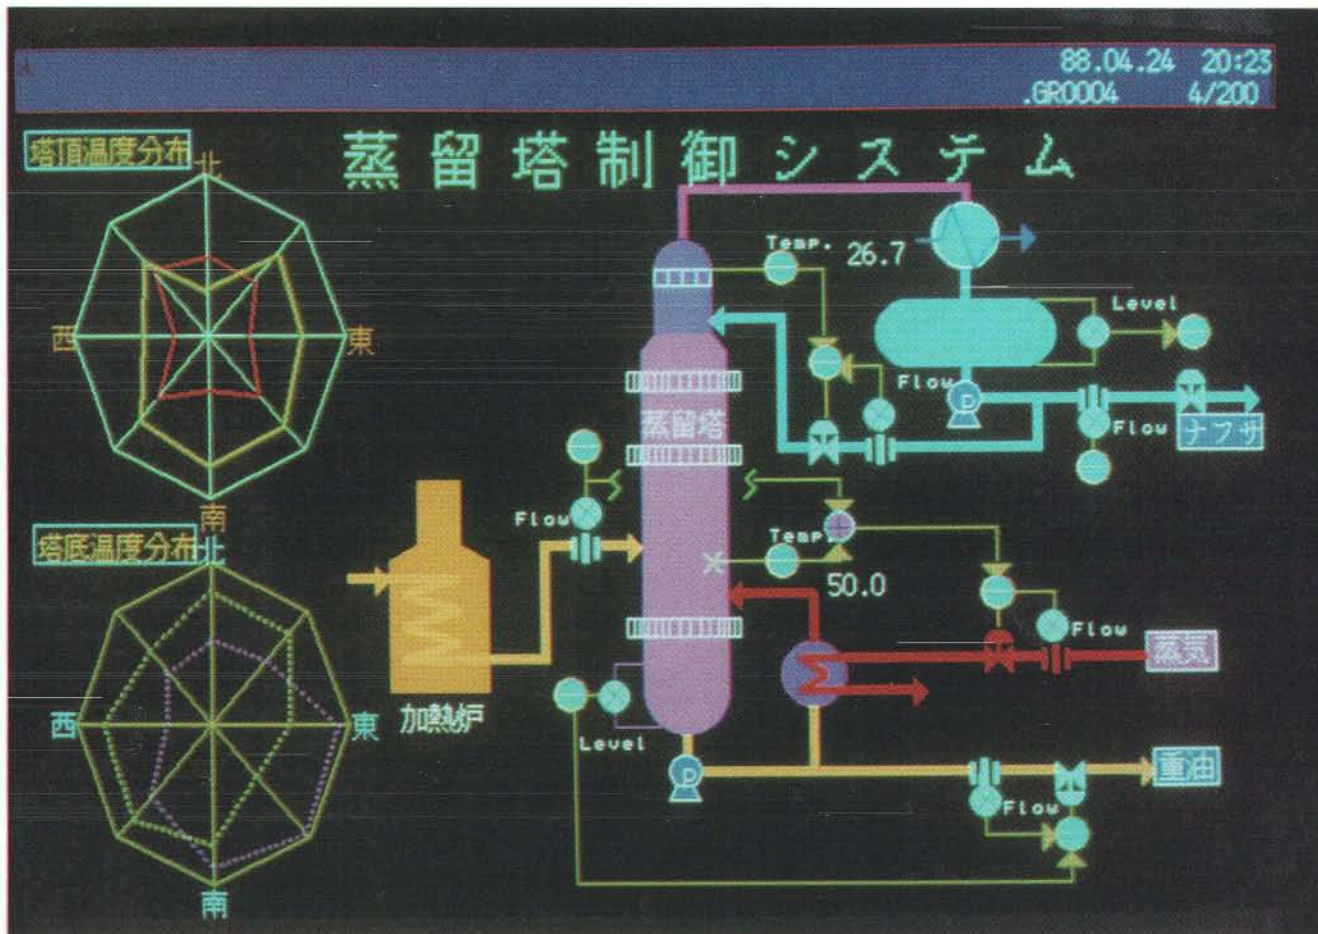 88.04.24 20:23
.GR0004 4/200
蒸留塔制御システム
塔頂温度分布
北
西
東
南
Temp.
26.7
Level
Flow
P
Flow
ナフサ
蒸留塔
Flow
Temp.
50.0
塔底温度分布
北
西
東
南
加熱炉
Flow
蒸気
Level
P
Flow
重油